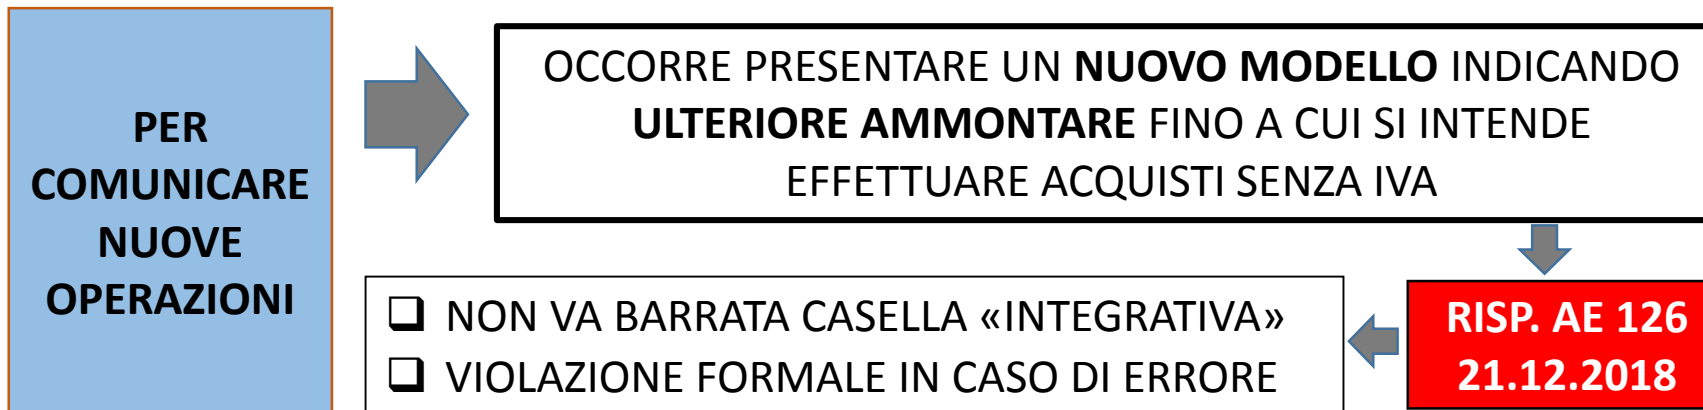 PER
COMUNICARE
NUOVE
OPERAZIONI
OCCORRE PRESENTARE UN NUOVO MODELLO INDICANDO
ULTERIORE AMMONTARE FINO A CUI SI INTENDE
EFFETTUARE ACQUISTI SENZA IVA
RISP. AE 126
21.12.2018
❑ NON VA BARRATA CASELLA «INTEGRATIVA»
❑ VIOLAZIONE FORMALE IN CASO DI ERRORE